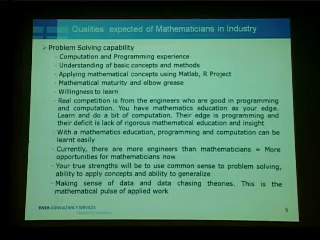 Qualities expected of Mathematicians in Industry
➢ Problem Solving capability
- Computation and Programming experience
- Understanding of basic concepts and methods
- Applying mathematical concepts using Matlab, R Project
- Mathematical maturity and elbow grease
- Willingness to learn
- Real competition is from the engineers who are good in programming
and computation. You have mathematics education as your edge.
Learn and do a bit of computation. Their edge is programming and
their deficit is lack of rigorous mathematical education and insight
- With a mathematics education, programming and computation can be
learnt easily
- Currently, there are more engineers than mathematicians = More
opportunities for mathematicians now
- Your true strengths will be to use common sense to problem solving,
ability to apply concepts and ability to generalize
- Making sense of data and data chasing theories. This is the
mathematical pulse of applied work
TATA CONSULTANCY SERVICES